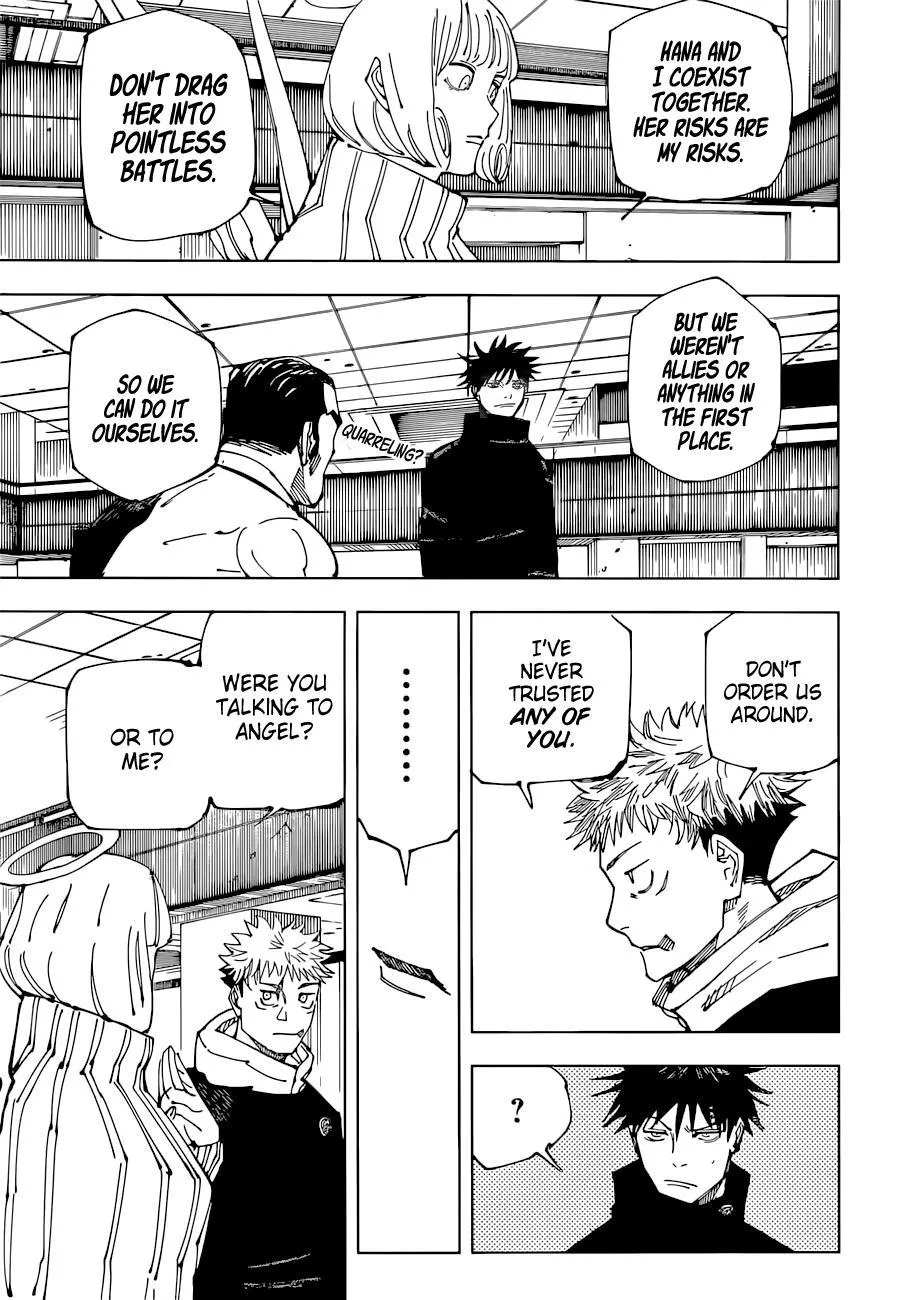 HANA AND
I COEXIST
TOGETHER.
HER RISKS ARE
MY RISKS.
DON'T DRAG
HER INTO
POINTLESS
BATTLES.
BUT WE
WEREN'T
ALLIES OR
ANYTHING IN
THE FIRST
PLACE.
QUARRELING?
SO WE
CAN DO IT
OURSELVES.
DON'T
ORDER US
AROUND.
I'VE
NEVER
TRUSTED
ANY OF
YOU.
?
........
WERE YOU
TALKING TO
ANGEL?
OR TO
ME?